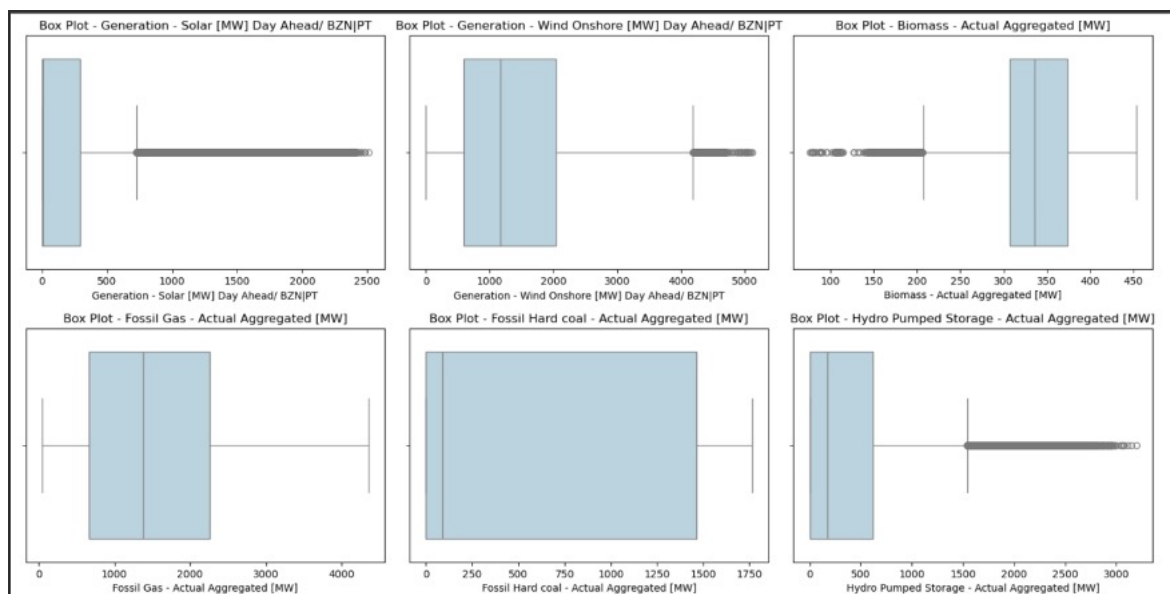 Box Plot - Generation - Solar [MW] Day Ahead/ BZN|PT
0 500 1000 1500 2000 2500
Generation - Solar [MW] Day Ahead/ BZN|PT
Box Plot - Generation - Wind Onshore [MW] Day Ahead/ BZN|PT
0 1000 2000 3000 4000 5000
Generation - Wind Onshore [MW] Day Ahead/ BZN|PT
Box Plot - Biomass - Actual Aggregated [MW]
100 150 200 250 300 350 400 450
Biomass - Actual Aggregated [MW]
Box Plot - Fossil Gas - Actual Aggregated [MW]
0 1000 2000 3000 4000
Fossil Gas - Actual Aggregated [MW]
Box Plot - Fossil Hard coal - Actual Aggregated [MW]
0 250 500 750 1000 1250 1500 1750
Fossil Hard coal - Actual Aggregated [MW]
Box Plot - Hydro Pumped Storage - Actual Aggregated [MW]
0 500 1000 1500 2000 2500 3000
Hydro Pumped Storage - Actual Aggregated [MW]